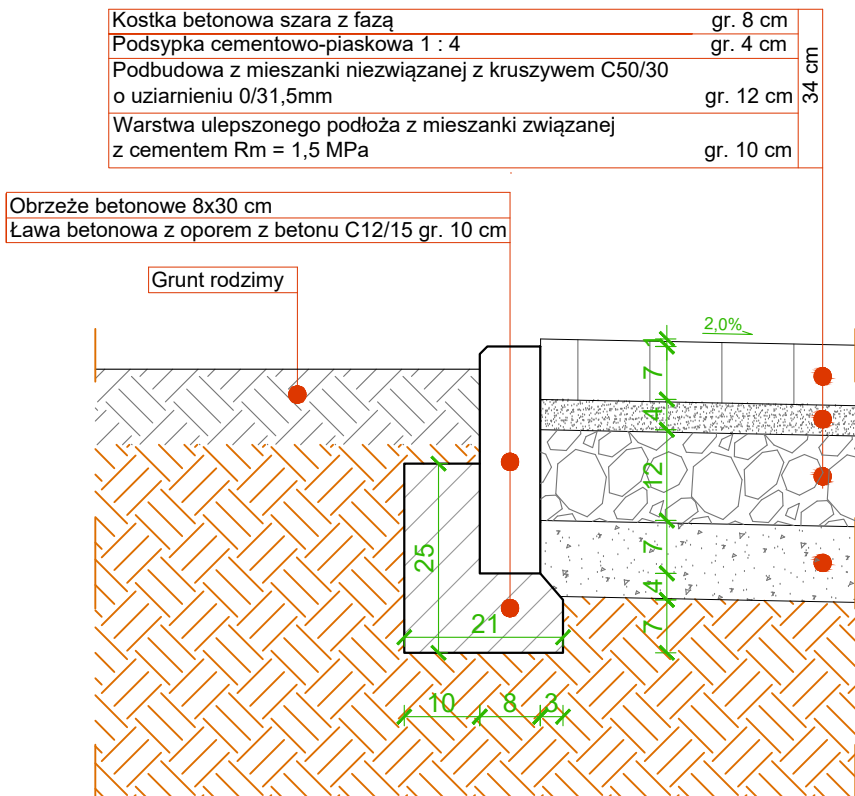 Kostka betonowa szara z fazą gr. 8 cm
Podsypka cementowo-piaskowa 1 : 4 gr. 4 cm
Podbudowa z mieszanki niezwiązanej z kruszywem C50/30
o uziarnieniu 0/31,5mm gr. 12 cm
Warstwa ulepszonego podłoża z mieszanki związanej
z cementem Rm = 1,5 MPa gr. 10 cm
34 cm
Obrzeże betonowe 8x30 cm
Ława betonowa z oporem z betonu C12/15 gr. 10 cm
Grunt rodzimy
2,0%
1
7
4
12
7
4
7
25
21
10
8
3